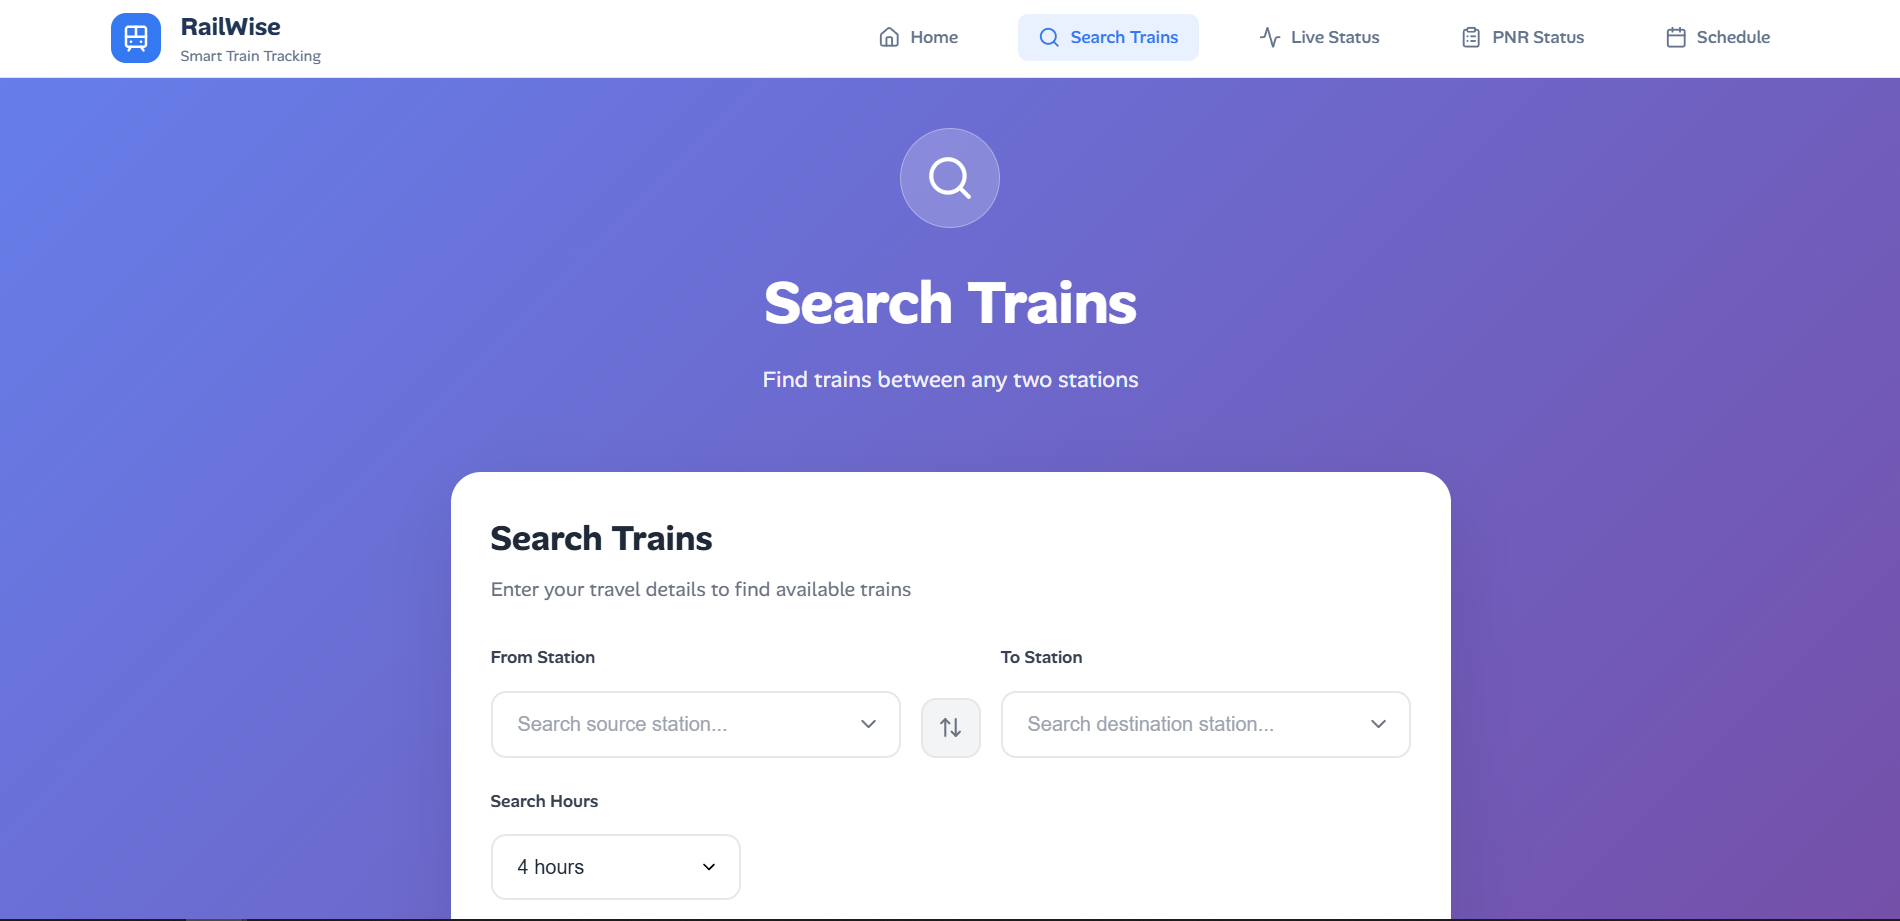 RailWise
Smart Train Tracking
Home
Search Trains
Live Status
PNR Status
Schedule
Search Trains
Find trains between any two stations
Search Trains
Enter your travel details to find available trains
From Station
To Station
Search source station...
Search destination station...
Search Hours
4 hours